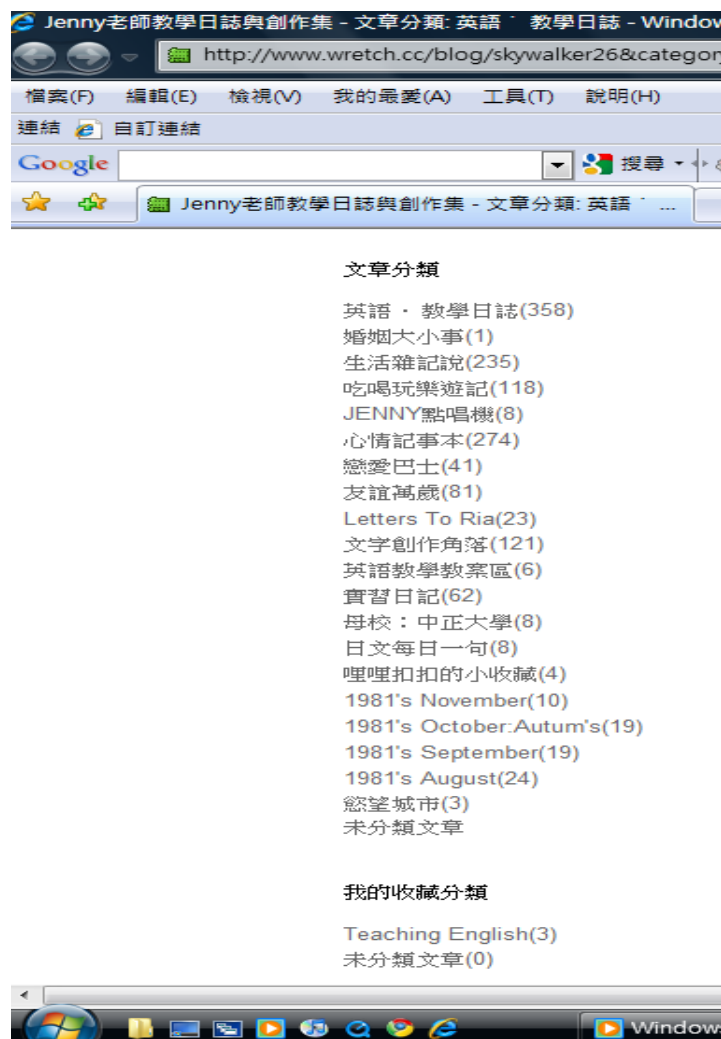 Jenny老師教學日誌與創作集 - 文章分類: 英語‧ 教學日誌 - Window
http://www.wretch.cc/blog/skywalker26&category
檔案(F) 編輯(E) 檢視(V) 我的最愛(A) 工具(T) 說明(H)
連結 自訂連結
Google 搜尋
Jenny老師教學日誌與創作集 - 文章分類: 英語‧ ...
文章分類
英語‧教學日誌(358)
婚姻大小事(1)
生活雜記說(235)
吃喝玩樂遊記(118)
JENNY點唱機(8)
心情記事本(274)
戀愛巴士(41)
友誼萬歲(81)
Letters To Ria(23)
文字創作角落(121)
英語教學教案區(6)
實習日記(62)
母校：中正大學(8)
日文每日一句(8)
哩哩扣扣的小收藏(4)
1981's November(10)
1981's October:Autum's(19)
1981's September(19)
1981's August(24)
慾望城市(3)
未分類文章
我的收藏分類
Teaching English(3)
未分類文章(0)
Windows